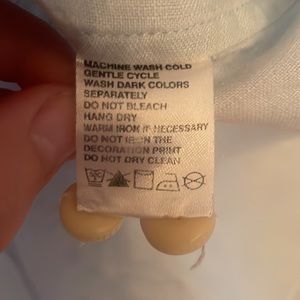 MACHINE WASH COLD
GENTLE CYCLE
WASH DARK COLORS
SEPARATELY
DO NOT BLEACH
HANG DRY
WARM IRON IF NECESSARY
DO NOT IRON THE
DECORATION PRINT
DO NOT DRY CLEAN